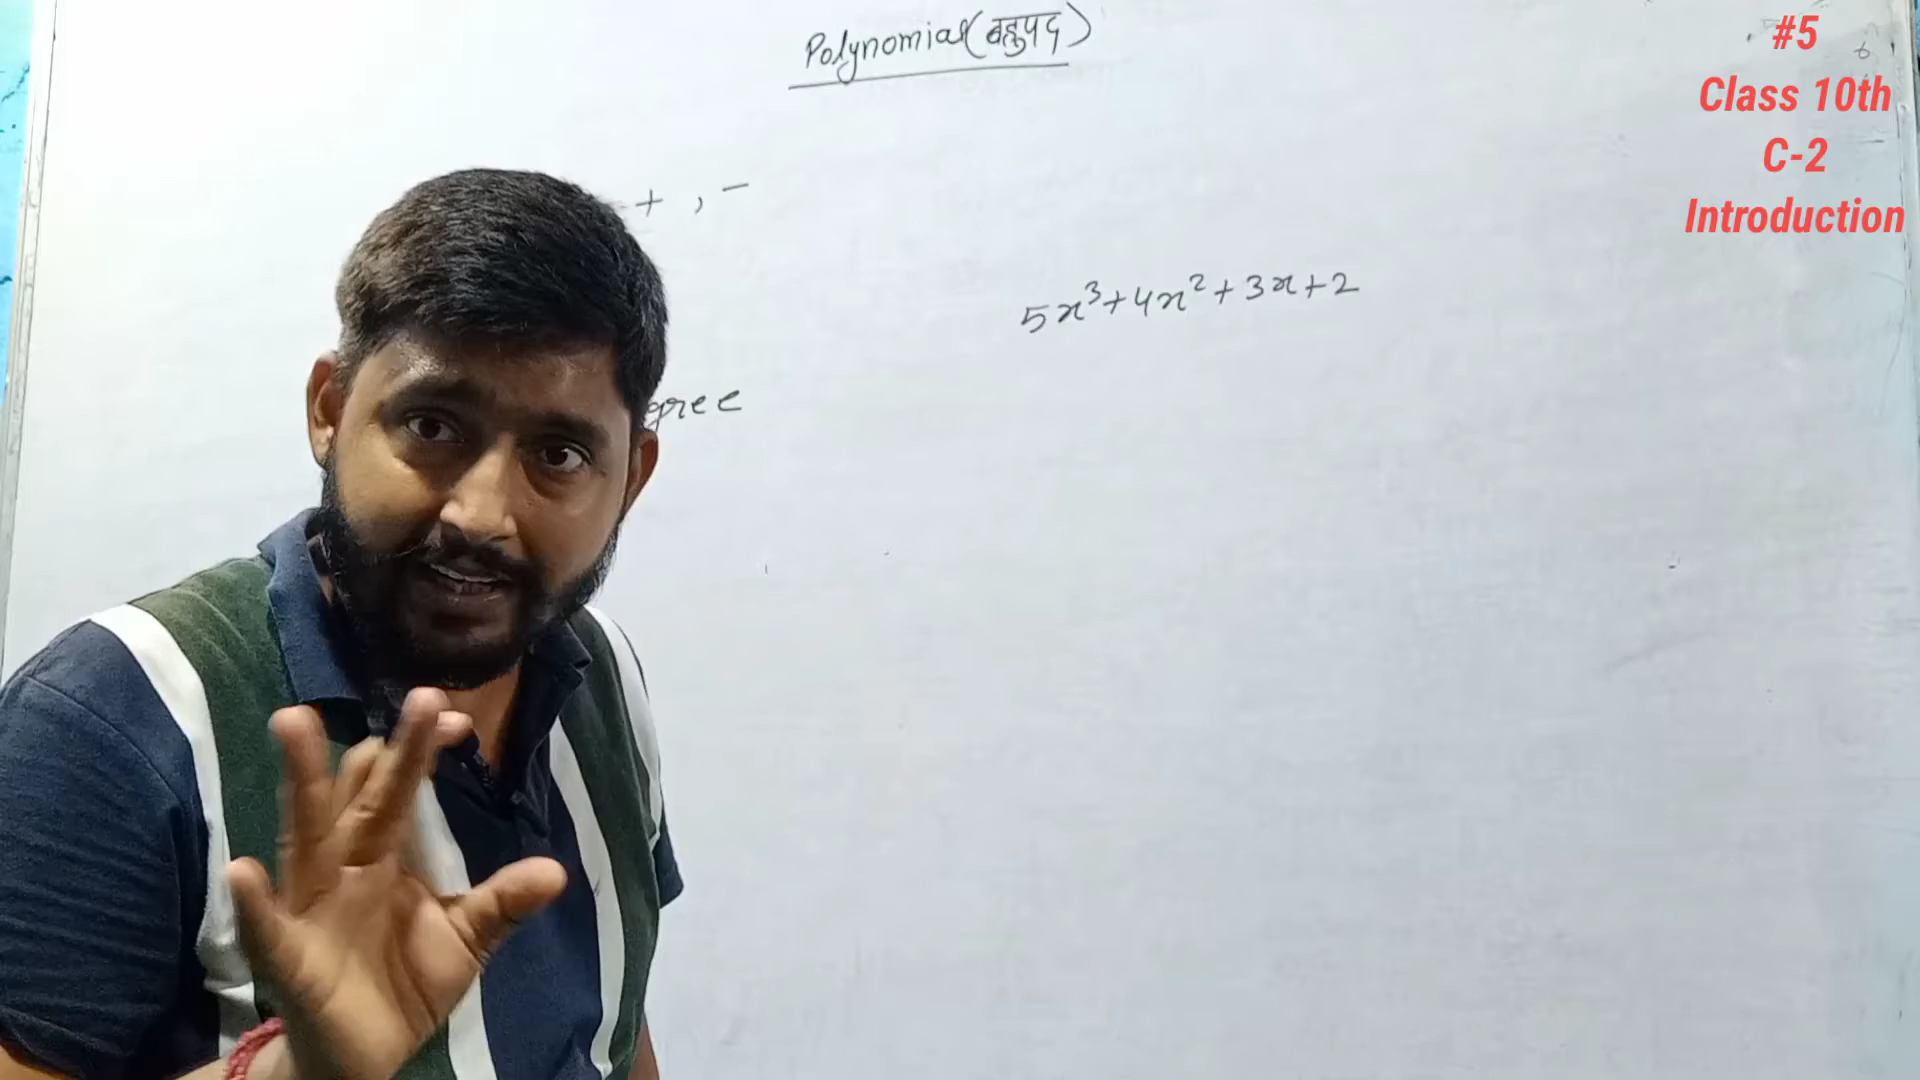 Polynomial (बहुपद)
#5
Class 10th
C-2
Introduction
+ , -
5x³+4x²+3x+2
gree